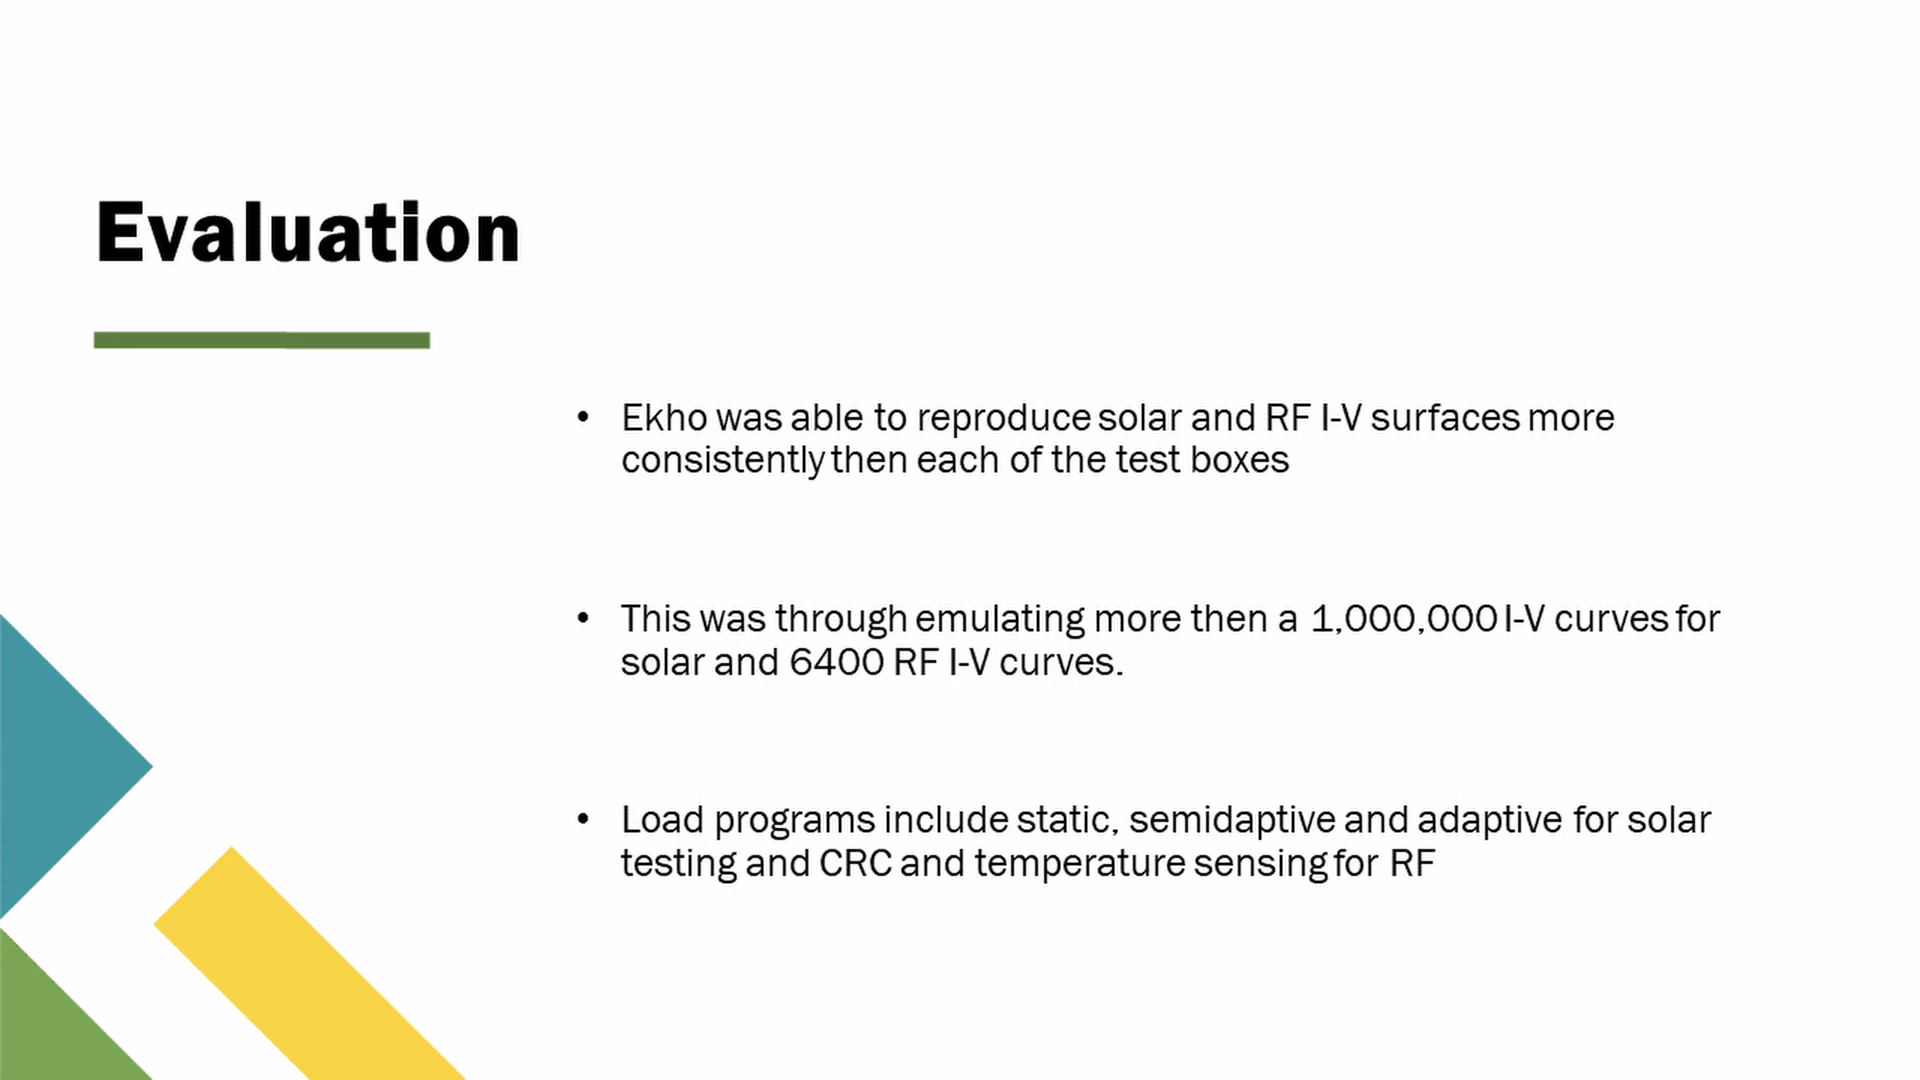 Evaluation
• Ekho was able to reproduce solar and RF I-V surfaces more
consistently then each of the test boxes
• This was through emulating more then a 1,000,000 I-V curves for
solar and 6400 RF I-V curves.
• Load programs include static, semidaptive and adaptive for solar
testing and CRC and temperature sensing for RF